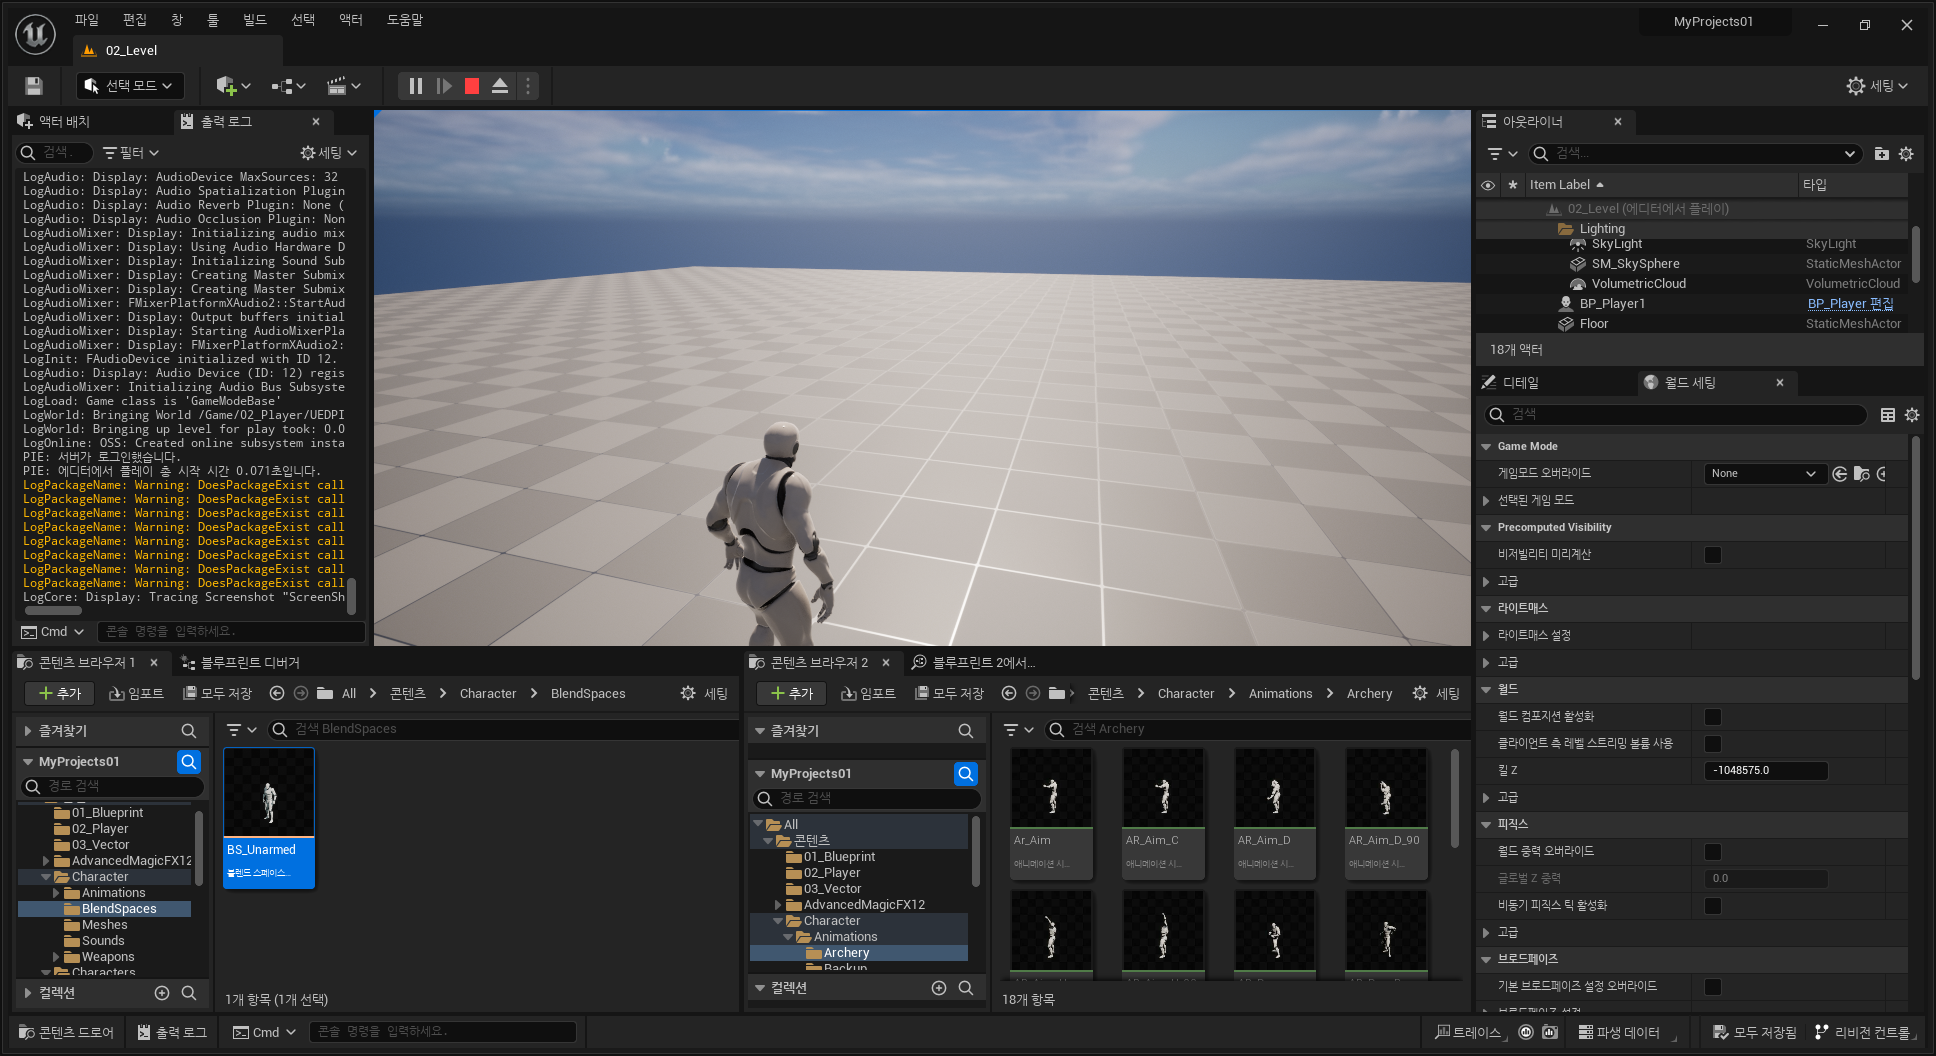 파일 편집 창 툴 빌드 선택 액터 도움말
MyProjects01
02_Level
선택 모드
세팅
액터 배치
출력 로그
검색.
필터
세팅
LogAudio: Display: AudioDevice MaxSources: 32
LogAudio: Display: Audio Spatialization Plugin
LogAudio: Display: Audio Reverb Plugin: None (
LogAudio: Display: Audio Occlusion Plugin: Non
LogAudioMixer: Display: Initializing audio mix
LogAudioMixer: Display: Using Audio Hardware D
LogAudioMixer: Display: Initializing Sound Sub
LogAudioMixer: Display: Creating Master Submix
LogAudioMixer: Display: Creating Master Submix
LogAudioMixer: FMixerPlatformXAudio2::StartAud
LogAudioMixer: Display: Output buffers initial
LogAudioMixer: Display: Starting AudioMixerPla
LogAudioMixer: Display: FMixerPlatformXAudio2:
LogInit: FAudioDevice initialized with ID 12.
LogAudio: Display: Audio Device (ID: 12) regis
LogAudioMixer: Initializing Audio Bus Subsyste
LogLoad: Game class is 'GameModeBase'
LogWorld: Bringing World /Game/02_Player/UEDPI
LogWorld: Bringing up level for play took: 0.0
LogOnline: OSS: Created online subsystem insta
PIE: 서버가 로그인했습니다.
PIE: 에디터에서 플레이 총 시작 시간 0.071초입니다.
LogPackageName: Warning: DoesPackageExist call
LogPackageName: Warning: DoesPackageExist call
LogPackageName: Warning: DoesPackageExist call
LogPackageName: Warning: DoesPackageExist call
LogPackageName: Warning: DoesPackageExist call
LogPackageName: Warning: DoesPackageExist call
LogPackageName: Warning: DoesPackageExist call
LogPackageName: Warning: DoesPackageExist call
LogCore: Display: Tracing Screenshot "ScreenSh
Cmd
콘솔 명령을 입력하세요.
아웃라이너
검색...
Item Label 타입
02_Level (에디터에서 플레이)
Lighting
SkyLight SkyLight
SM_SkySphere StaticMeshActor
VolumetricCloud VolumetricCloud
BP_Player1 BP_Player 편집
Floor StaticMeshActor
18개 액터
디테일
월드 세팅
검색
Game Mode
게임모드 오버라이드 None
선택된 게임 모드
Precomputed Visibility
비저빌리티 미리계산
고급
라이트매스
라이트매스 설정
고급
월드
월드 컴포지션 활성화
클라이언트 측 레벨 스트리밍 볼륨 사용
킬 Z -1048575.0
고급
피직스
월드 중력 오버라이드
글로벌 Z 중력 0.0
비동기 피직스 틱 활성화
고급
브로드페이즈
기본 브로드페이즈 설정 오버라이드
브로드페이즈 설정
콘텐츠 브라우저 1
블루프린트 디버거
추가 임포트 모두 저장 All 콘텐츠 Character BlendSpaces 세팅
즐겨찾기
검색 BlendSpaces
MyProjects01
경로 검색
01_Blueprint
02_Player
03_Vector
AdvancedMagicFX12
Character
Animations
BlendSpaces
Meshes
Sounds
Weapons
Characters
컬렉션
BS_Unarmed
블렌드 스페이스...
1개 항목 (1개 선택)
콘텐츠 브라우저 2
블루프린트 2에서...
추가 임포트 모두 저장 콘텐츠 Character Animations Archery 세팅
즐겨찾기
검색 Archery
MyProjects01
경로 검색
All
콘텐츠
01_Blueprint
02_Player
03_Vector
AdvancedMagicFX12
Character
Animations
Archery
Backup
컬렉션
Ar_Aim AR_Aim_C AR_Aim_D AR_Aim_D_90
애니메이션 시... 애니메이션 시... 애니메이션 시... 애니메이션 시...
18개 항목
콘텐츠 드로어
출력 로그
Cmd
콘솔 명령을 입력하세요.
트레이스
파생 데이터
모두 저장됨
리비전 컨트롤